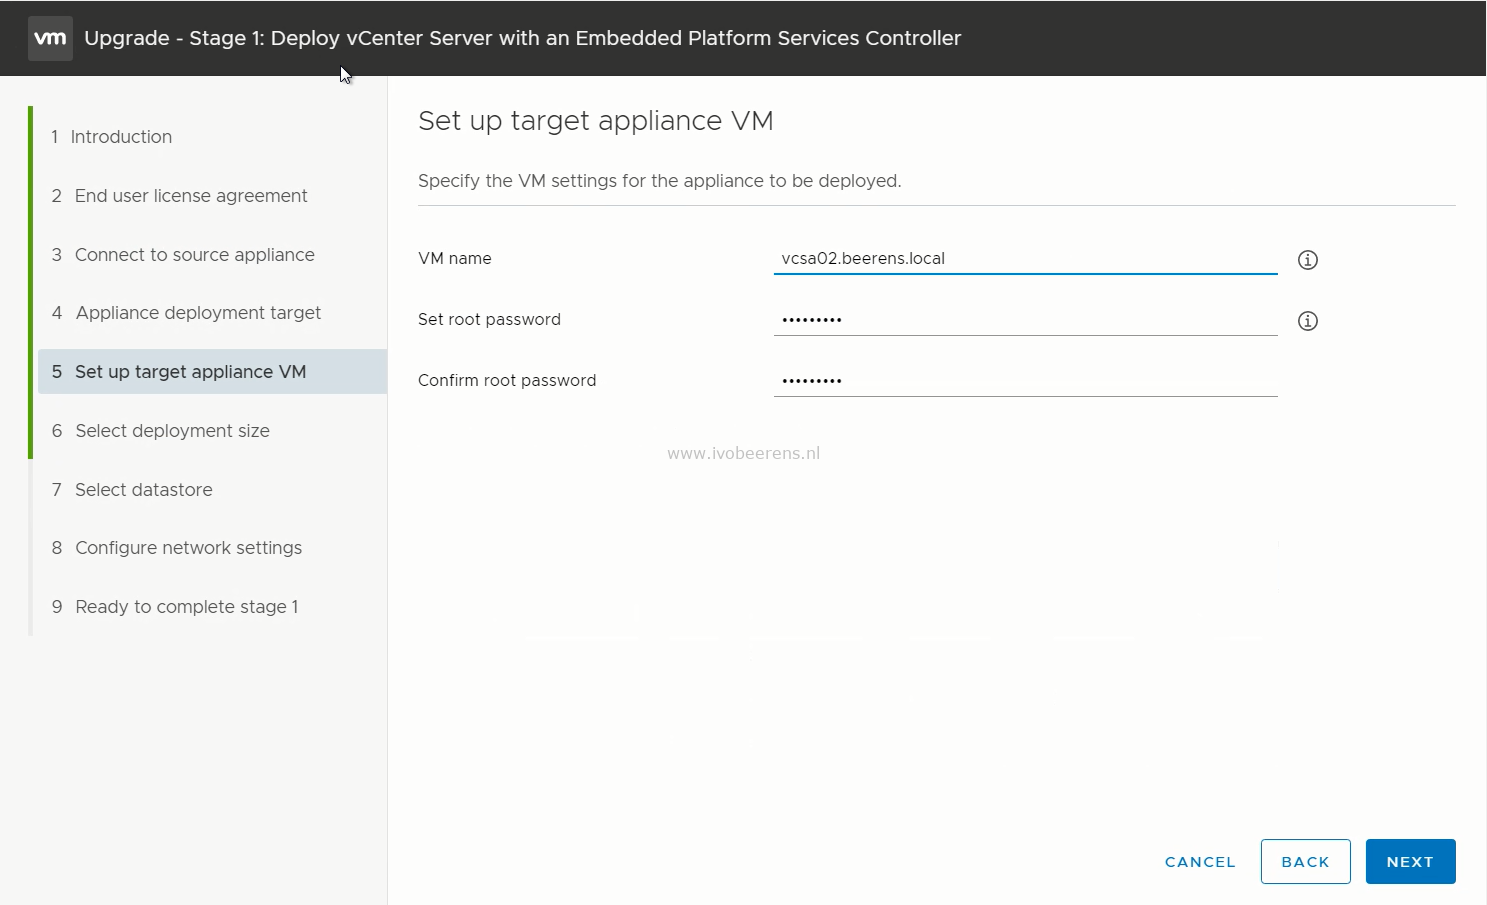 vm Upgrade - Stage 1: Deploy vCenter Server with an Embedded Platform Services Controller
1 Introduction
2 End user license agreement
3 Connect to source appliance
4 Appliance deployment target
5 Set up target appliance VM
6 Select deployment size
7 Select datastore
8 Configure network settings
9 Ready to complete stage 1
Set up target appliance VM
Specify the VM settings for the appliance to be deployed.
VM name vcsa02.beerens.local
Set root password •••••••••
Confirm root password •••••••••
www.ivobeerens.nl
CANCEL BACK NEXT